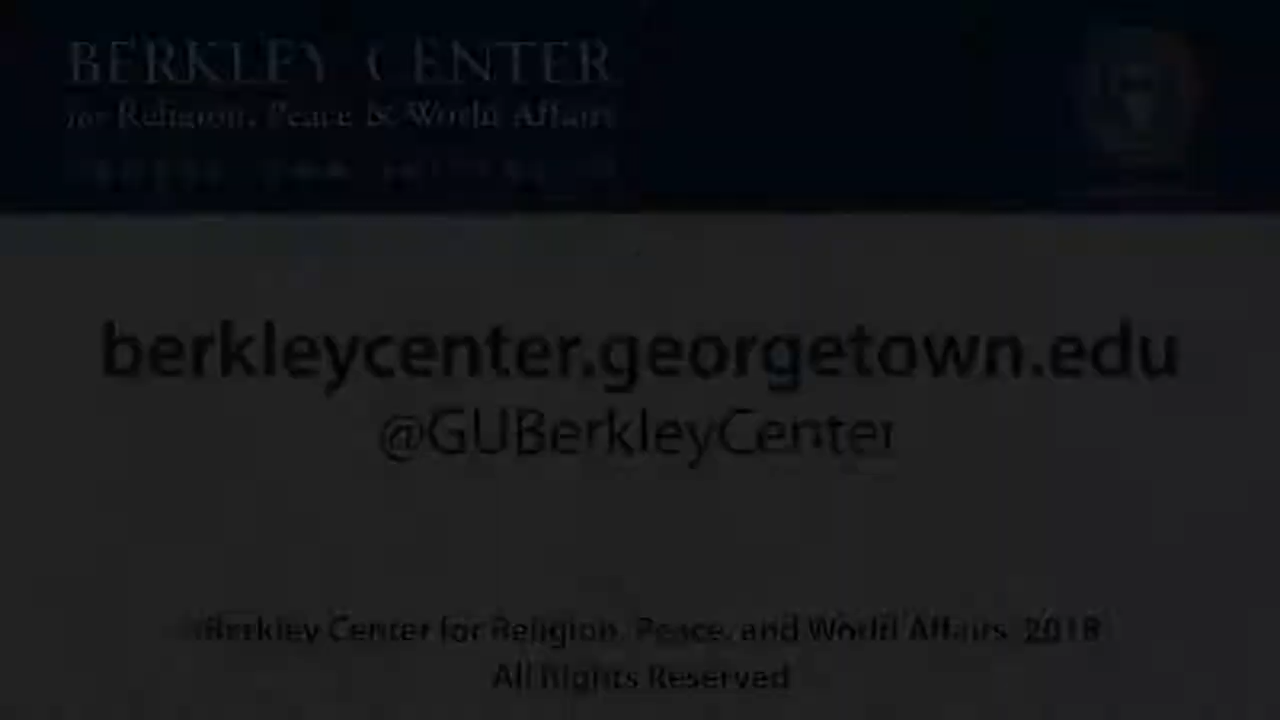 BERKLEY CENTER
for Religion, Peace & World Affairs
berkleycenter.georgetown.edu
@GUBerkleyCenter
Berkley Center for Religion, Peace, and World Affairs 2018
All Rights Reserved